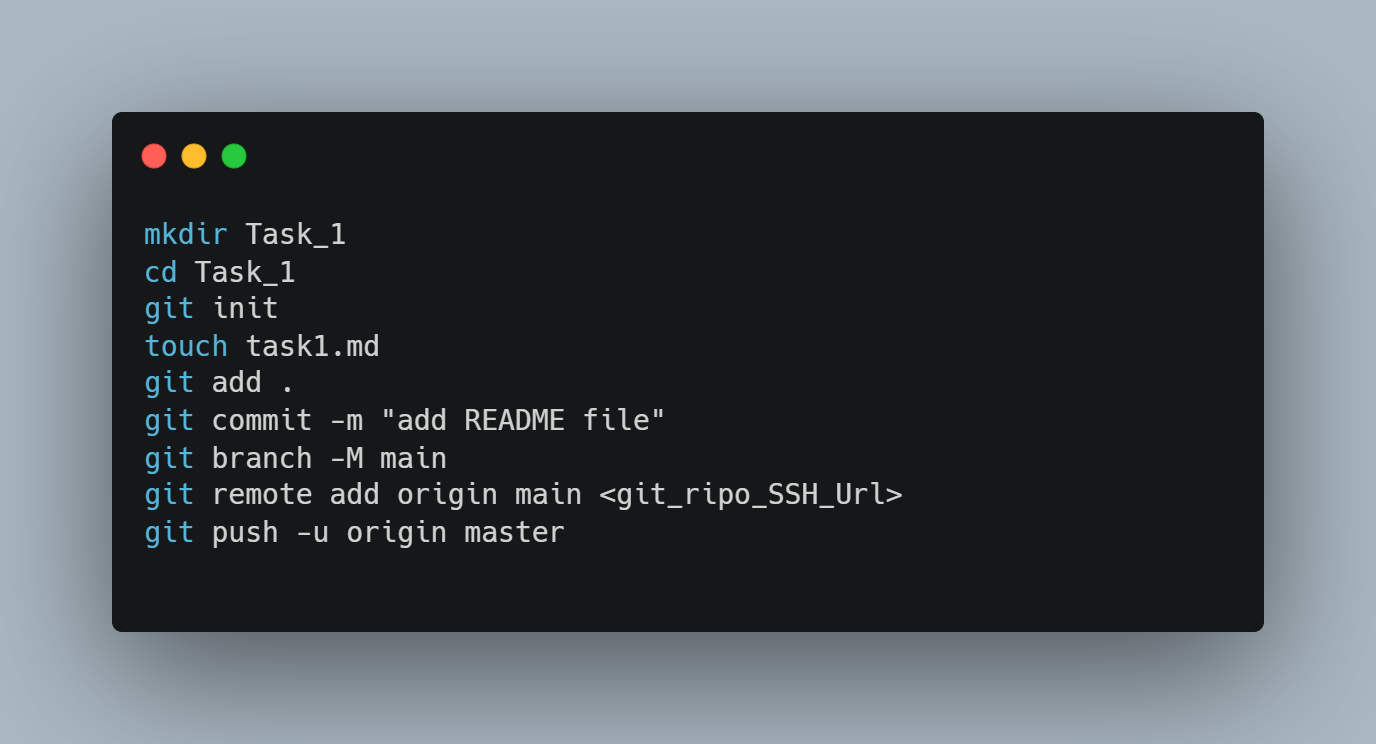 mkdir Task_1
cd Task_1
git init
touch task1.md
git add .
git commit -m "add README file"
git branch -M main
git remote add origin main <git_ripo_SSH_Url>
git push -u origin master